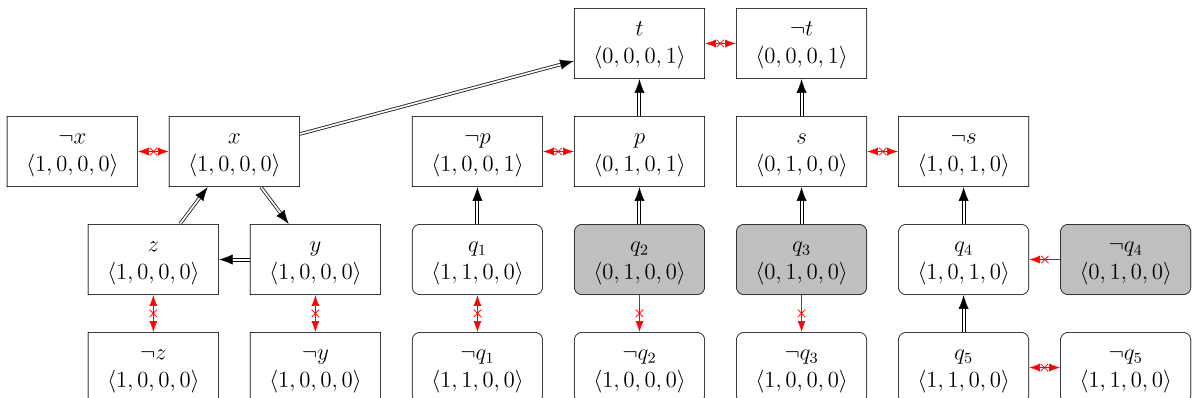 t
⟨0, 0, 0, 1⟩
¬t
⟨0, 0, 0, 1⟩
¬x
⟨1, 0, 0, 0⟩
x
⟨1, 0, 0, 0⟩
¬p
⟨1, 0, 0, 1⟩
p
⟨0, 1, 0, 1⟩
s
⟨0, 1, 0, 0⟩
¬s
⟨1, 0, 1, 0⟩
z
⟨1, 0, 0, 0⟩
y
⟨1, 0, 0, 0⟩
q₁
⟨1, 1, 0, 0⟩
q₂
⟨0, 1, 0, 0⟩
q₃
⟨0, 1, 0, 0⟩
q₄
⟨1, 0, 1, 0⟩
¬q₄
⟨0, 1, 0, 0⟩
¬z
⟨1, 0, 0, 0⟩
¬y
⟨1, 0, 0, 0⟩
¬q₁
⟨1, 1, 0, 0⟩
¬q₂
⟨1, 0, 0, 0⟩
¬q₃
⟨1, 0, 0, 0⟩
q₅
⟨1, 1, 0, 0⟩
¬q₅
⟨1, 1, 0, 0⟩